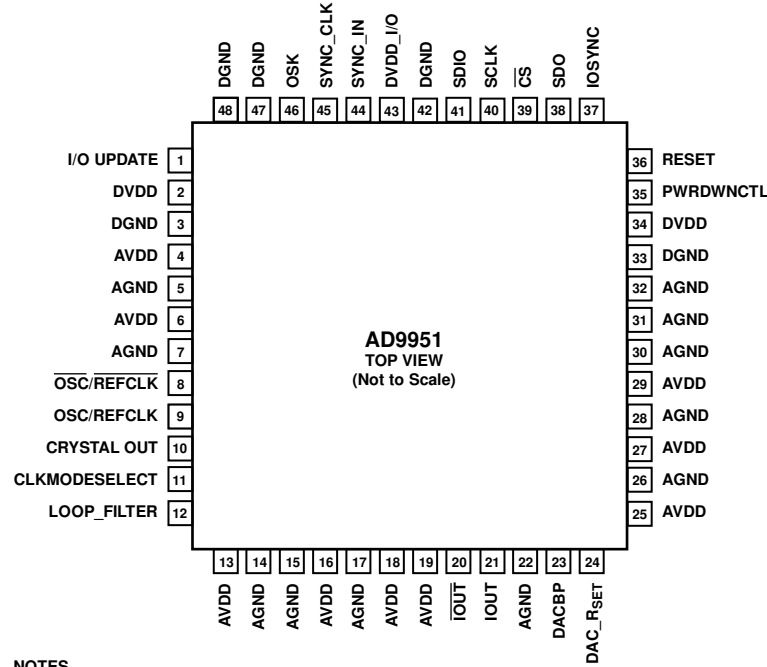 DGND DGND OSK SYNC_CLK SYNC_IN DVDD_I/O DGND SDIO SCLK CS SDO IOSYNC
48 47 46 45 44 43 42 41 40 39 38 37
I/O UPDATE 1 36 RESET
DVDD 2 35 PWRDWNCTL
DGND 3 34 DVDD
AVDD 4 33 DGND
AGND 5 32 AGND
AVDD 6 31 AGND
AGND 7 30 AGND
OSC/REFCLK 8 29 AVDD
OSC/REFCLK 9 28 AGND
CRYSTAL OUT 10 27 AVDD
CLKMODESELECT 11 26 AGND
LOOP_FILTER 12 25 AVDD
AD9951
TOP VIEW
(Not to Scale)
13 14 15 16 17 18 19 20 21 22 23 24
AVDD AGND AGND AVDD AGND AVDD AVDD IOUT IOUT AGND DACBP DAC_RSET
NOTES